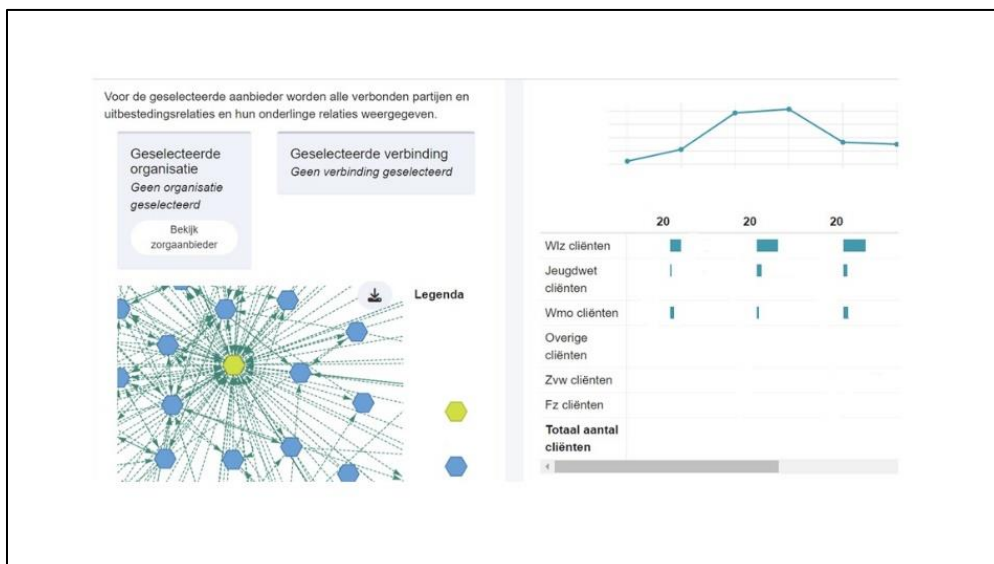 Voor de geselecteerde aanbieder worden alle verbonden partijen en
uitbestedingsrelaties en hun onderlinge relaties weergegeven.
Geselecteerde
organisatie
Geen organisatie
geselecteerd
Bekijk
zorgaanbieder
Geselecteerde verbinding
Geen verbinding geselecteerd
Legenda
20 20 20
Wlz cliënten
Jeugdwet
cliënten
Wmo cliënten
Overige
cliënten
Zvw cliënten
Fz cliënten
Totaal aantal
cliënten